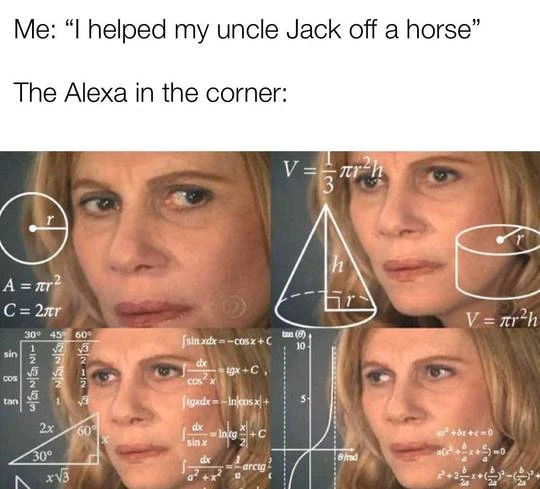 Me: “I helped my uncle Jack off a horse”
The Alexa in the corner:
r
A = πr²
C = 2πr
V = 1/3 πr²h
h
r
r
V = πr²h
30° 45° 60°
sin 1/2 √2/2 √3/2
cos √3/2 √2/2 1/2
tan √3/3 1 √3
2x 60° x
30°
x√3
∫sin xdx = -cos x + C
∫dx/cos²x = tgx + C,
∫tgxdx = -ln|cos x| +
∫dx/sin x = ln|tg x/2| + C
∫dx/a²+x² = 1/a arctg
tan (θ)
10
5
θ/rad
ax² + bx + c = 0